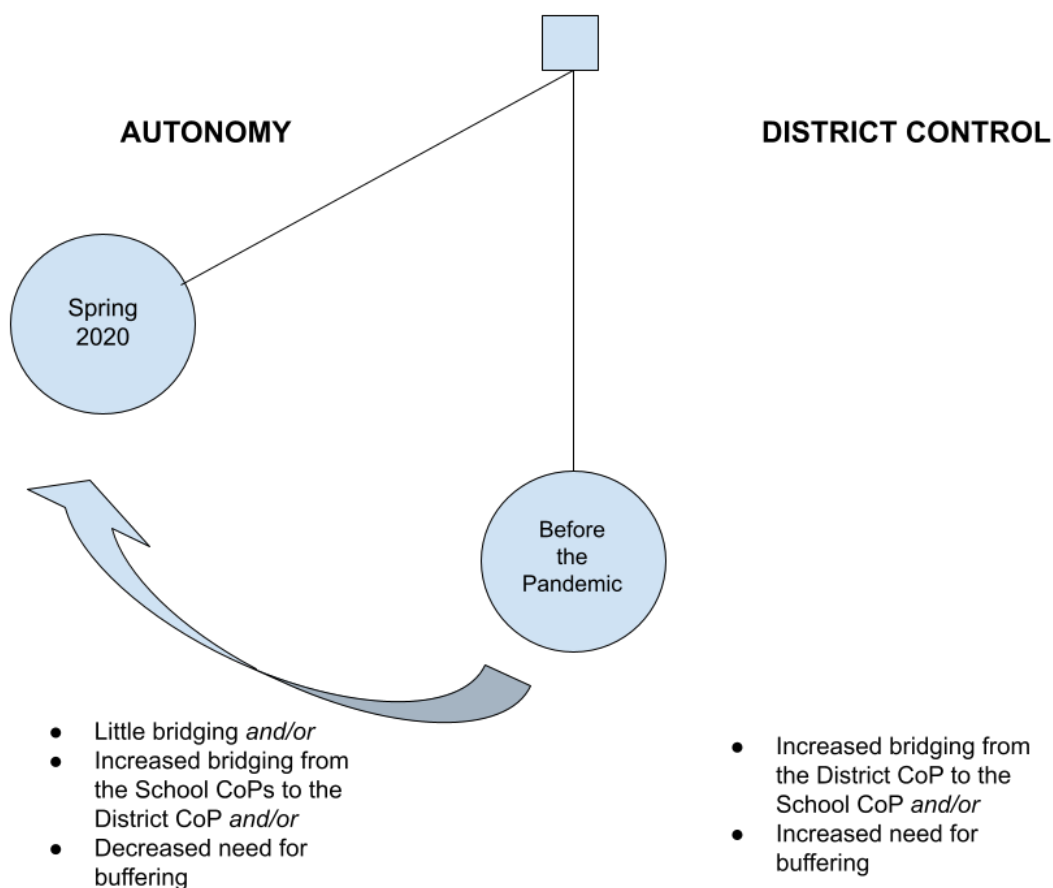 AUTONOMY
DISTRICT CONTROL
Spring
2020
Before
the
Pandemic
● Little bridging and/or
● Increased bridging from
the School CoPs to the
District CoP and/or
● Decreased need for
buffering
● Increased bridging from
the District CoP to the
School CoP and/or
● Increased need for
buffering